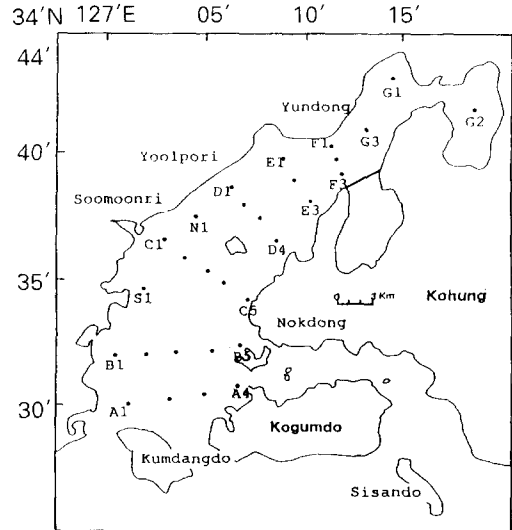 34′N 127′E 05′ 10′ 15′
44′
G1
Yundong
G2
F1 G3
40′
Yoolpori
E1
F3
D1
Soomoonri
E3
N1
C1
D4
35′
S1
1Km
Kohung
C5
Nokdong
B1
B5
A4
30′
A1
Kogumdo
Kumdangdo
Sisando